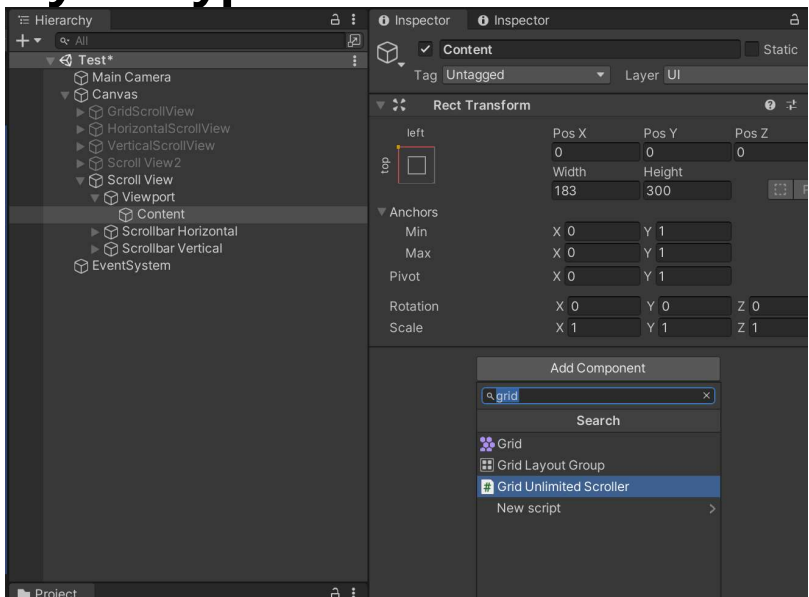 Hierarchy
All
Test*
Main Camera
Canvas
GridScrollView
HorizontalScrollView
VerticalScrollView
Scroll View2
Scroll View
Viewport
Content
Scrollbar Horizontal
Scrollbar Vertical
EventSystem
Project
Inspector Inspector
Content Static
Tag Untagged Layer UI
Rect Transform
left Pos X Pos Y Pos Z
top 0 0 0
Width Height
183 300
Anchors
Min X 0 Y 1
Max X 0 Y 1
Pivot X 0 Y 1
Rotation X 0 Y 0 Z 0
Scale X 1 Y 1 Z 1
Add Component
grid
Search
Grid
Grid Layout Group
# Grid Unlimited Scroller
New script